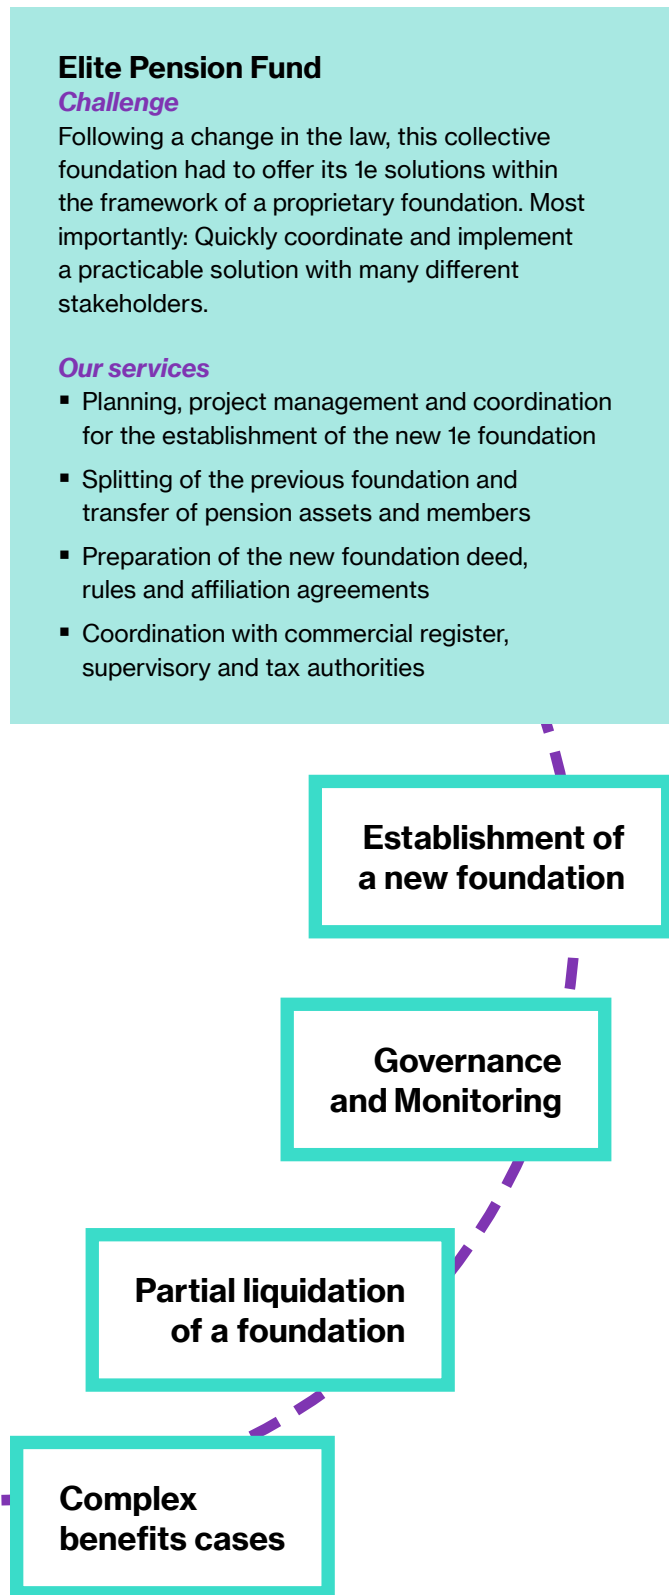 Elite Pension Fund
Challenge
Following a change in the law, this collective
foundation had to offer its 1e solutions within
the framework of a proprietary foundation. Most
importantly: Quickly coordinate and implement
a practicable solution with many different
stakeholders.
Our services
▪ Planning, project management and coordination
for the establishment of the new 1e foundation
▪ Splitting of the previous foundation and
transfer of pension assets and members
▪ Preparation of the new foundation deed,
rules and affiliation agreements
▪ Coordination with commercial register,
supervisory and tax authorities
Establishment of
a new foundation
Governance
and Monitoring
Partial liquidation
of a foundation
Complex
benefits cases